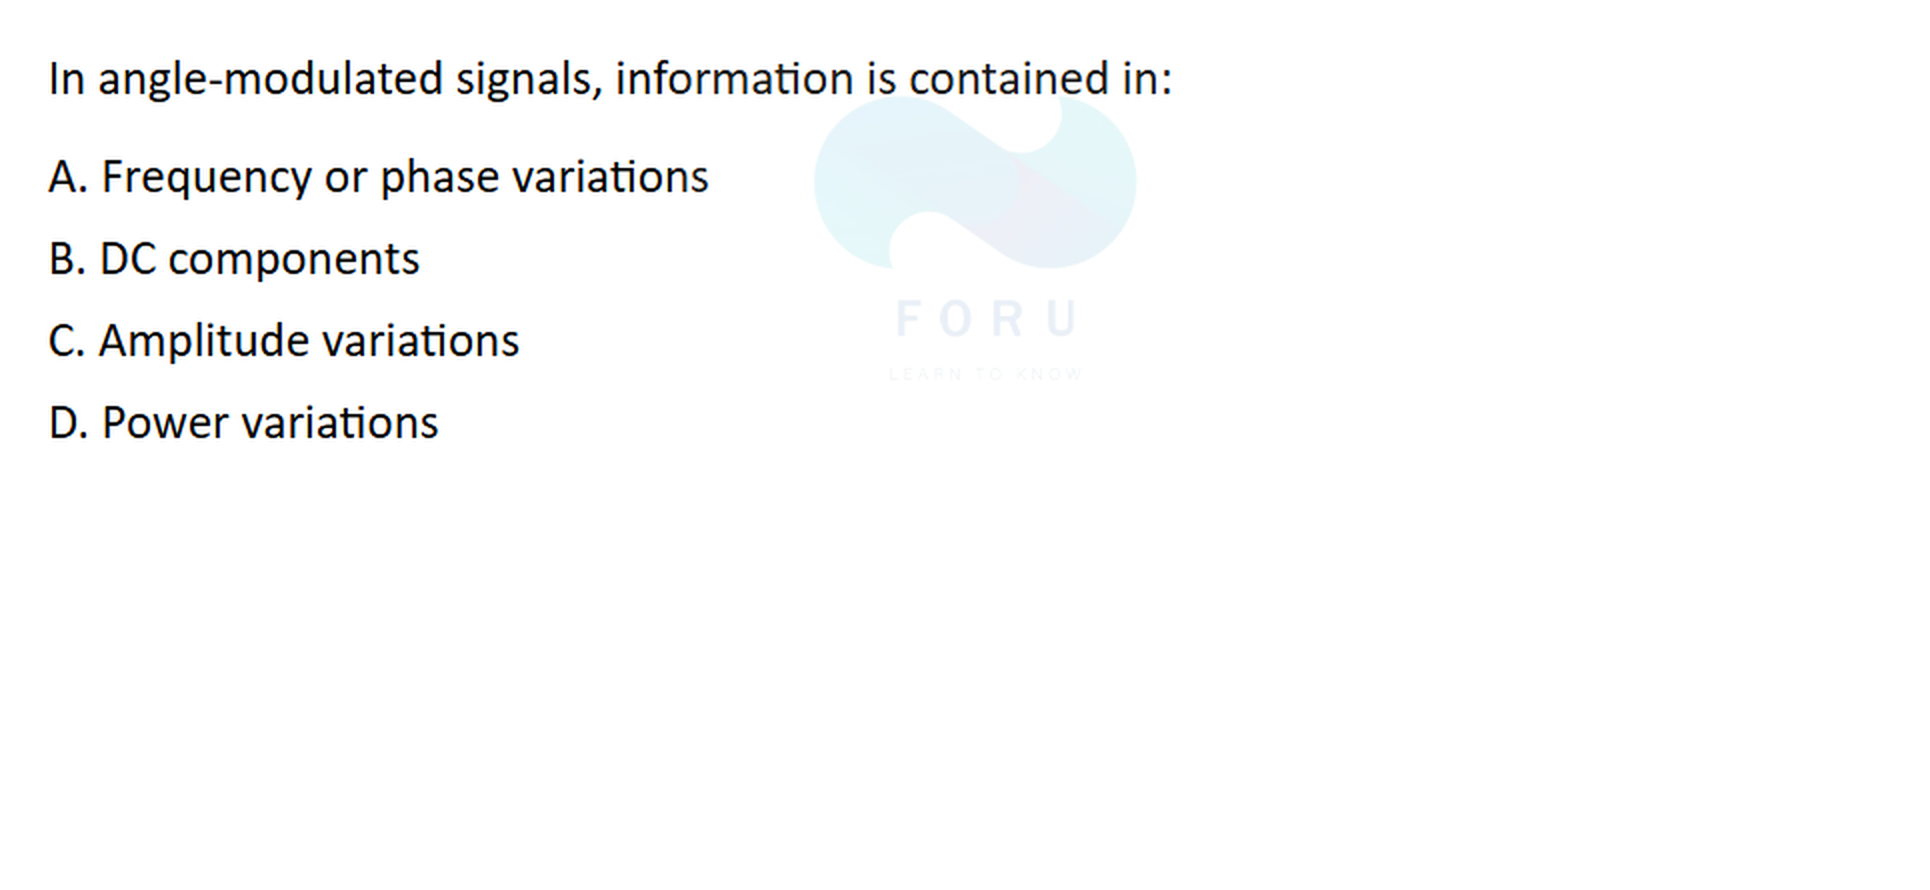 In angle-modulated signals, information is contained in:
A. Frequency or phase variations
B. DC components
C. Amplitude variations
D. Power variations
FORU
LEARN TO KNOW